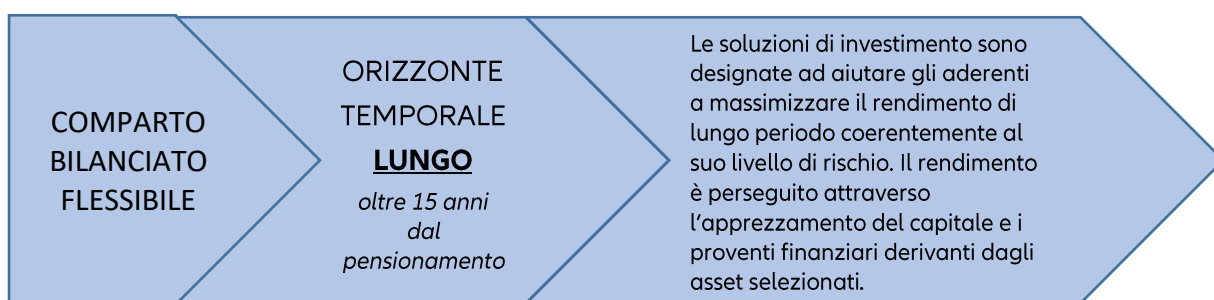 COMPARTO
BILANCIATO
FLESSIBILE
ORIZZONTE
TEMPORALE
LUNGO
oltre 15 anni
dal
pensionamento
Le soluzioni di investimento sono
designate ad aiutare gli aderenti
a massimizzare il rendimento di
lungo periodo coerentemente al
suo livello di rischio. Il rendimento
è perseguito attraverso
l’apprezzamento del capitale e i
proventi finanziari derivanti dagli
asset selezionati.